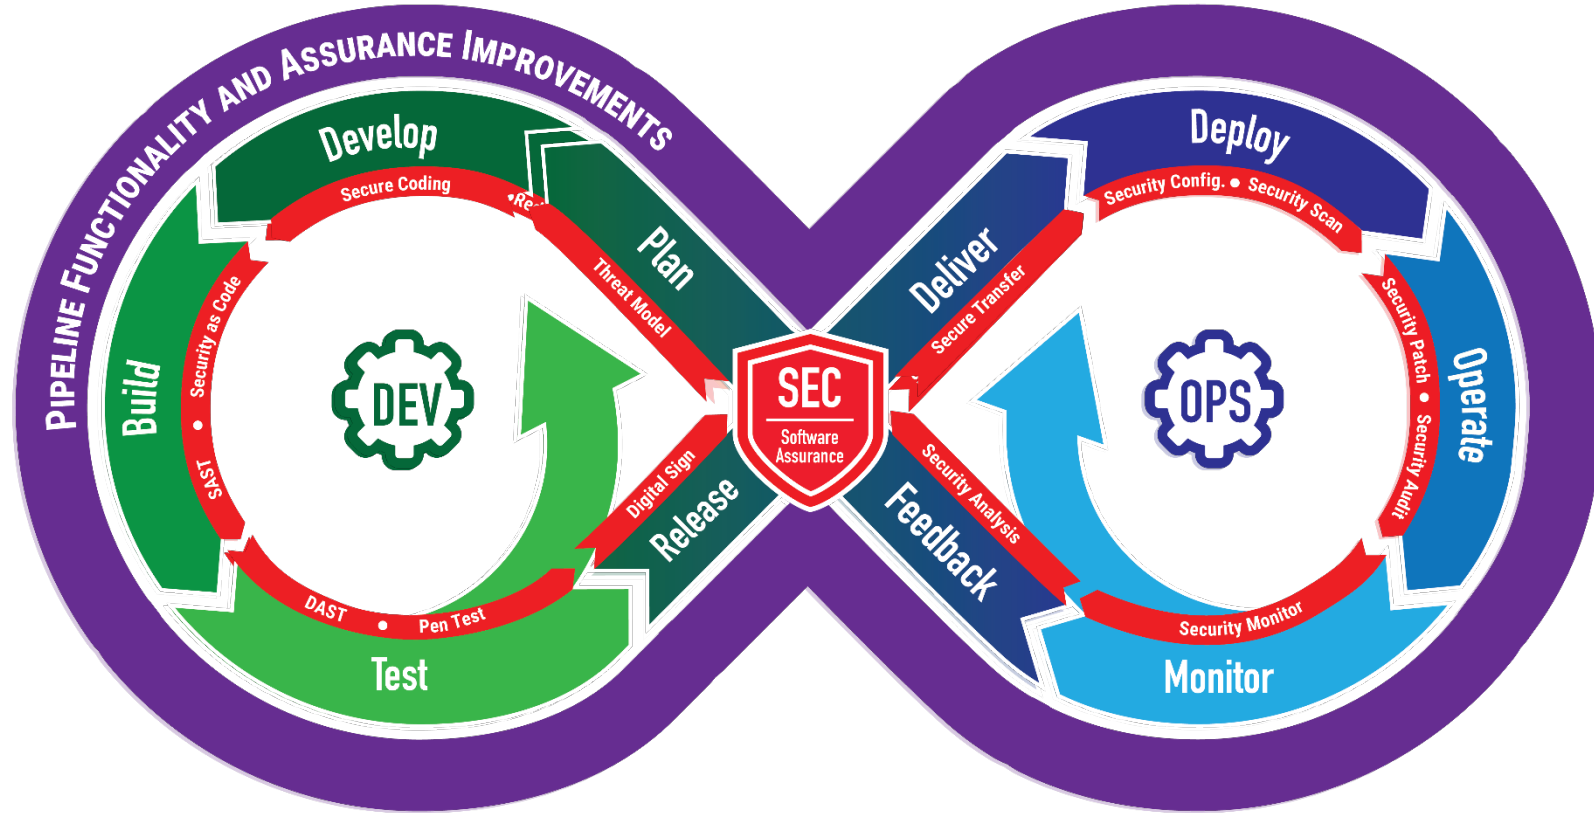 PIPELINE FUNCTIONALITY AND ASSURANCE IMPROVEMENTS
Develop
Secure Coding
Plan
Threat Model
Build
Security as Code • SAST
DEV
Test
DAST • Pen Test
Release
Digital Sign
SEC
Software
Assurance
Deliver
Secure Transfer
Deploy
Security Config. • Security Scan
Operate
Security Patch • Security Audit
OPS
Monitor
Security Monitor
Feedback
Security Analysis